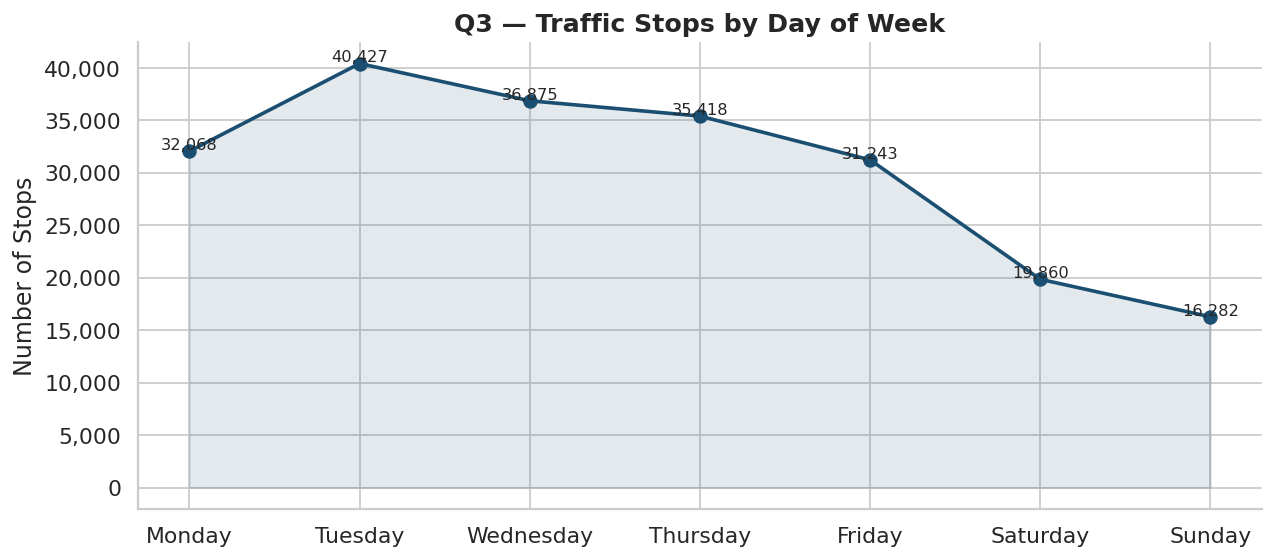 Q3 — Traffic Stops by Day of Week
Number of Stops
40,000
35,000
30,000
25,000
20,000
15,000
10,000
5,000
0
32,068
40,427
36,875
35,418
31,243
19,860
16,282
Monday
Tuesday
Wednesday
Thursday
Friday
Saturday
Sunday